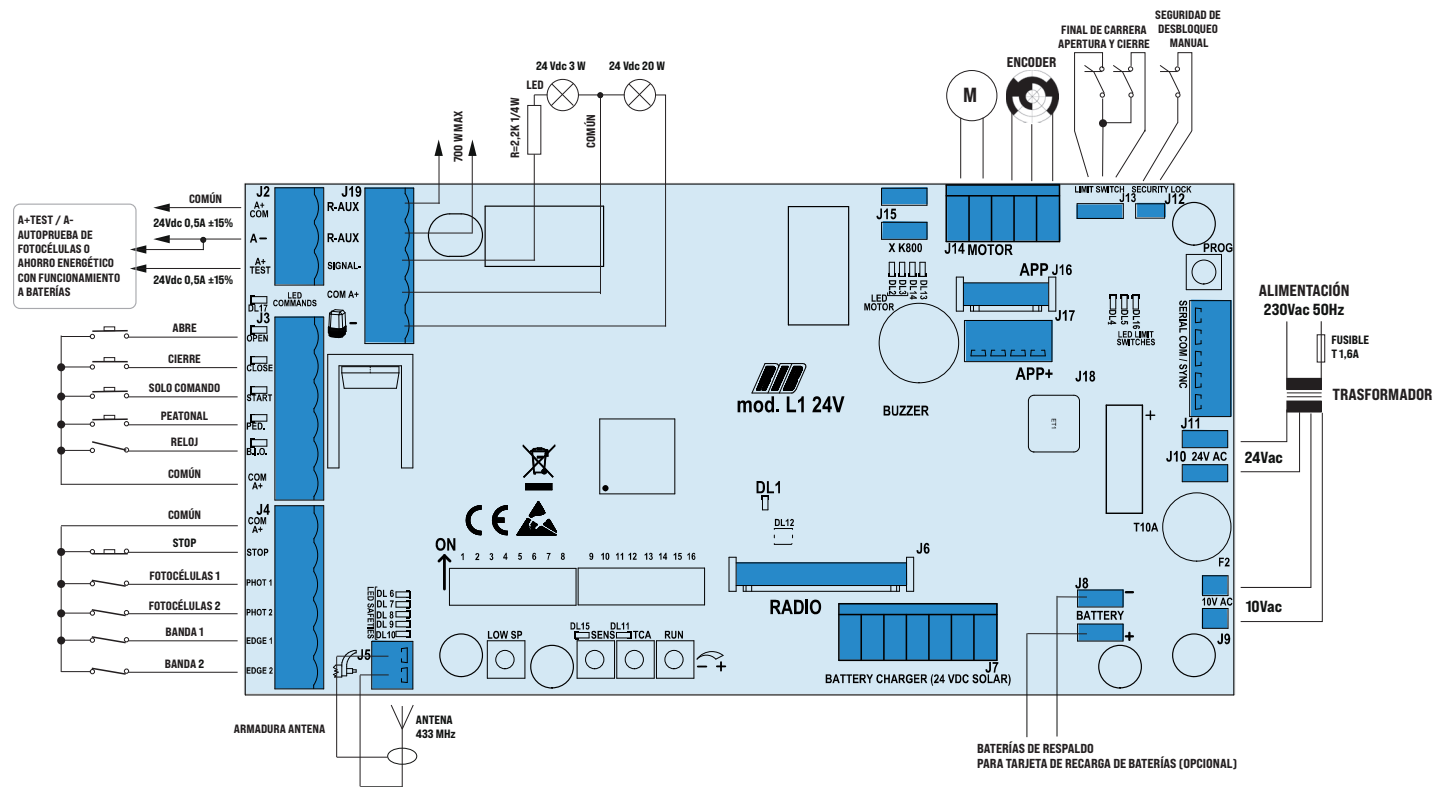 FINAL DE CARRERA
APERTURA Y CIERRE
SEGURIDAD DE
DESBLOQUEO
MANUAL
ENCODER
M
24 Vdc 3 W
24 Vdc 20 W
LED
R=2,2K 1/4W
COMÚN
700 W MAX
COMÚN
24Vdc 0,5A ±15%
24Vdc 0,5A ±15%
A+TEST / A-
AUTOPRUEBA DE
FOTOCÉLULAS O
AHORRO ENERGÉTICO
CON FUNCIONAMIENTO
A BATERÍAS
J2
A+
COM
A-
A+
TEST
LED
COMMANDS
DL17
J19
R-AUX
R-AUX
SIGNAL-
COM A+
-
J3
OPEN
CLOSE
START
PED.
B.I.O.
COM
A+
ABRE
CIERRE
SOLO COMANDO
PEATONAL
RELOJ
COMÚN
J4
COM
A+
STOP
PHOT 1
PHOT 2
EDGE 1
EDGE 2
COMÚN
STOP
FOTOCÉLULAS 1
FOTOCÉLULAS 2
BANDA 1
BANDA 2
J15
X K800
J14
MOTOR
LIMIT SWITCH
J13
SECURITY LOCK
J12
PROG
DL2
DL3
DL14
DL13
LED
MOTOR
APP
J16
J17
APP+
J18
DL4
DL5
DL16
LED LIMIT
SWITCHES
SERIAL COM / SYNC
BUZZER
mod. L1 24V
ET1
+
J11
J10
24V AC
24Vac
T10A
F2
10V AC
J9
10Vac
ALIMENTACIÓN
230Vac 50Hz
FUSIBLE
T 1,6A
TRASFORMADOR
CE
DL1
DL12
ON
1 2 3 4 5 6 7 8
9 10 11 12 13 14 15 16
LED SAFETIES
DL 6
DL 7
DL 8
DL 9
DL10
J5
LOW SP
DL15
SENS
DL11
TCA
RUN
- +
J6
RADIO
J7
BATTERY CHARGER (24 VDC SOLAR)
J8
-
BATTERY
+
ARMADURA ANTENA
ANTENA
433 MHz
BATERÍAS DE RESPALDO
PARA TARJETA DE RECARGA DE BATERÍAS (OPCIONAL)